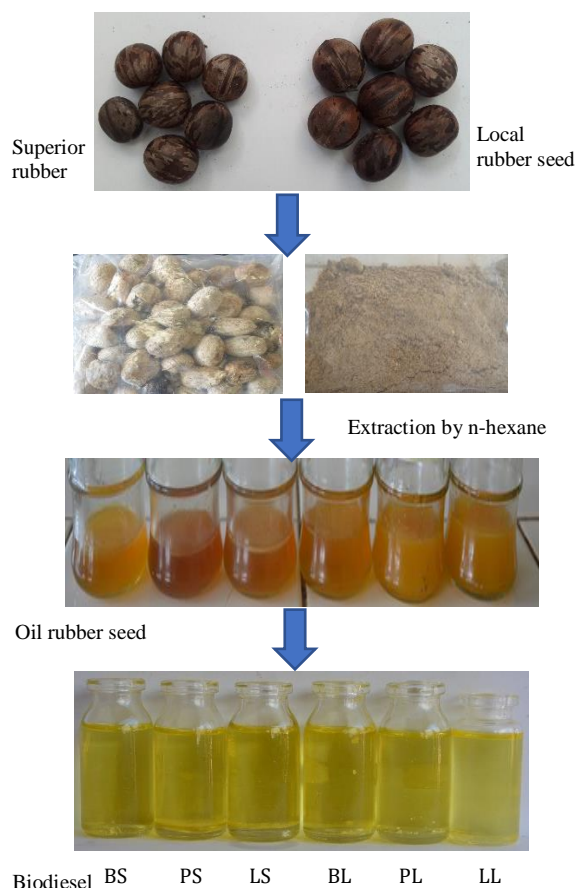 Superior
rubber
Local
rubber seed
Extraction by n-hexane
Oil rubber seed
Biodiesel BS PS LS BL PL LL